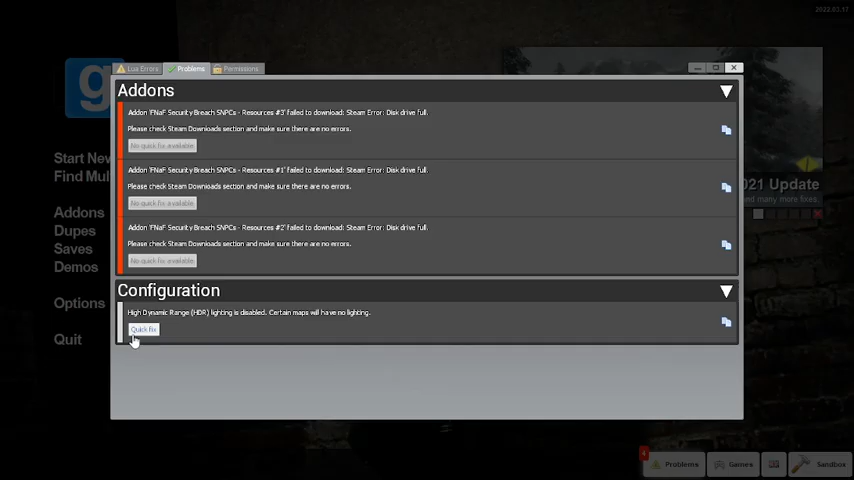 2022.03.17
Lua Errors
Problems
Permissions
Addons
Addon 'FNaF Security Breach SNPCs - Resources #3' failed to download: Steam Error: Disk drive full.
Please check Steam Downloads section and make sure there are no errors.
No quick fix available
Addon 'FNaF Security Breach SNPCs - Resources #1' failed to download: Steam Error: Disk drive full.
Please check Steam Downloads section and make sure there are no errors.
No quick fix available
Addon 'FNaF Security Breach SNPCs - Resources #2' failed to download: Steam Error: Disk drive full.
Please check Steam Downloads section and make sure there are no errors.
No quick fix available
Configuration
High Dynamic Range (HDR) lighting is disabled. Certain maps will have no lighting.
Quick fix
g
Start New
Find Mul
Addons
Dupes
Saves
Demos
Options
Quit
021 Update
nd many more fixes.
4
Problems
Games
Sandbox